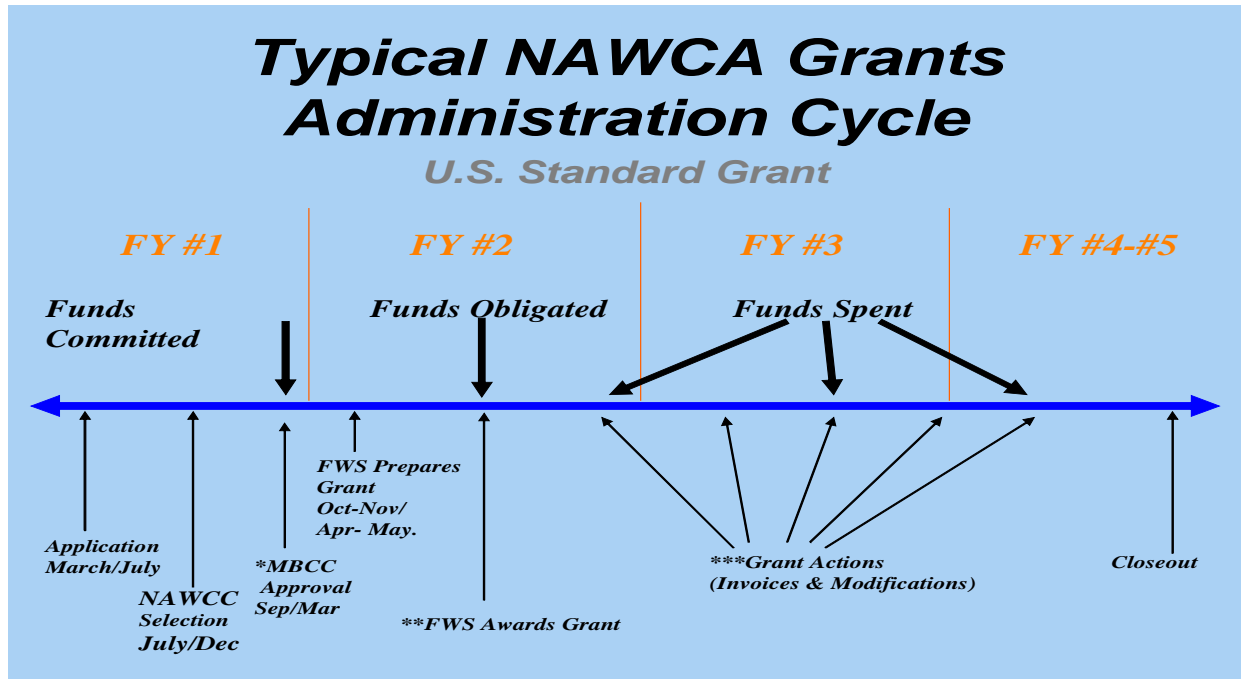 Typical NAWCA Grants
Administration Cycle
U.S. Standard Grant
FY #1
FY #2
FY #3
FY #4-#5
Funds
Committed
Funds Obligated
Funds Spent
Application
March/July
NAWCC
Selection
July/Dec
*MBCC
Approval
Sep/Mar
FWS Prepares
Grant
Oct-Nov/
Apr- May.
**FWS Awards Grant
***Grant Actions
(Invoices & Modifications)
Closeout